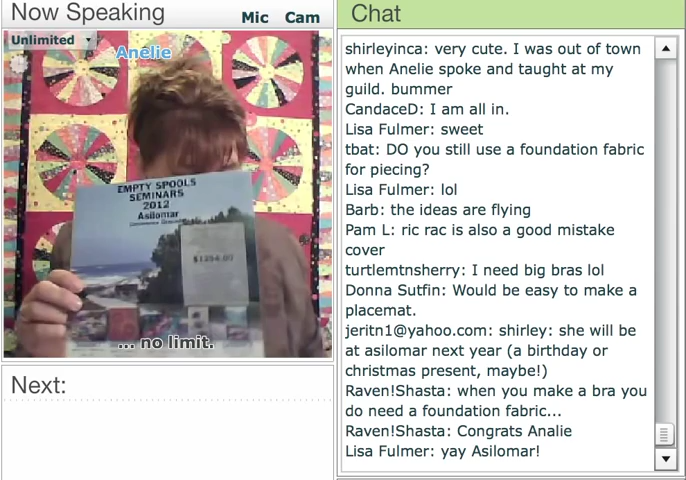 Now Speaking
Mic Cam
Unlimited
Anelie
EMPTY SPOOLS
SEMINARS
2012
Asilomar
... no limit.
Next:
Chat
shirleyinca: very cute. I was out of town
when Anelie spoke and taught at my
guild. bummer
CandaceD: I am all in.
Lisa Fulmer: sweet
tbat: DO you still use a foundation fabric
for piecing?
Lisa Fulmer: lol
Barb: the ideas are flying
Pam L: ric rac is also a good mistake
cover
turtlemtnsherry: I need big bras lol
Donna Sutfin: Would be easy to make a
placemat.
jeritn1@yahoo.com: shirley: she will be
at asilomar next year (a birthday or
christmas present, maybe!)
Raven!Shasta: when you make a bra you
do need a foundation fabric...
Raven!Shasta: Congrats Analie
Lisa Fulmer: yay Asilomar!